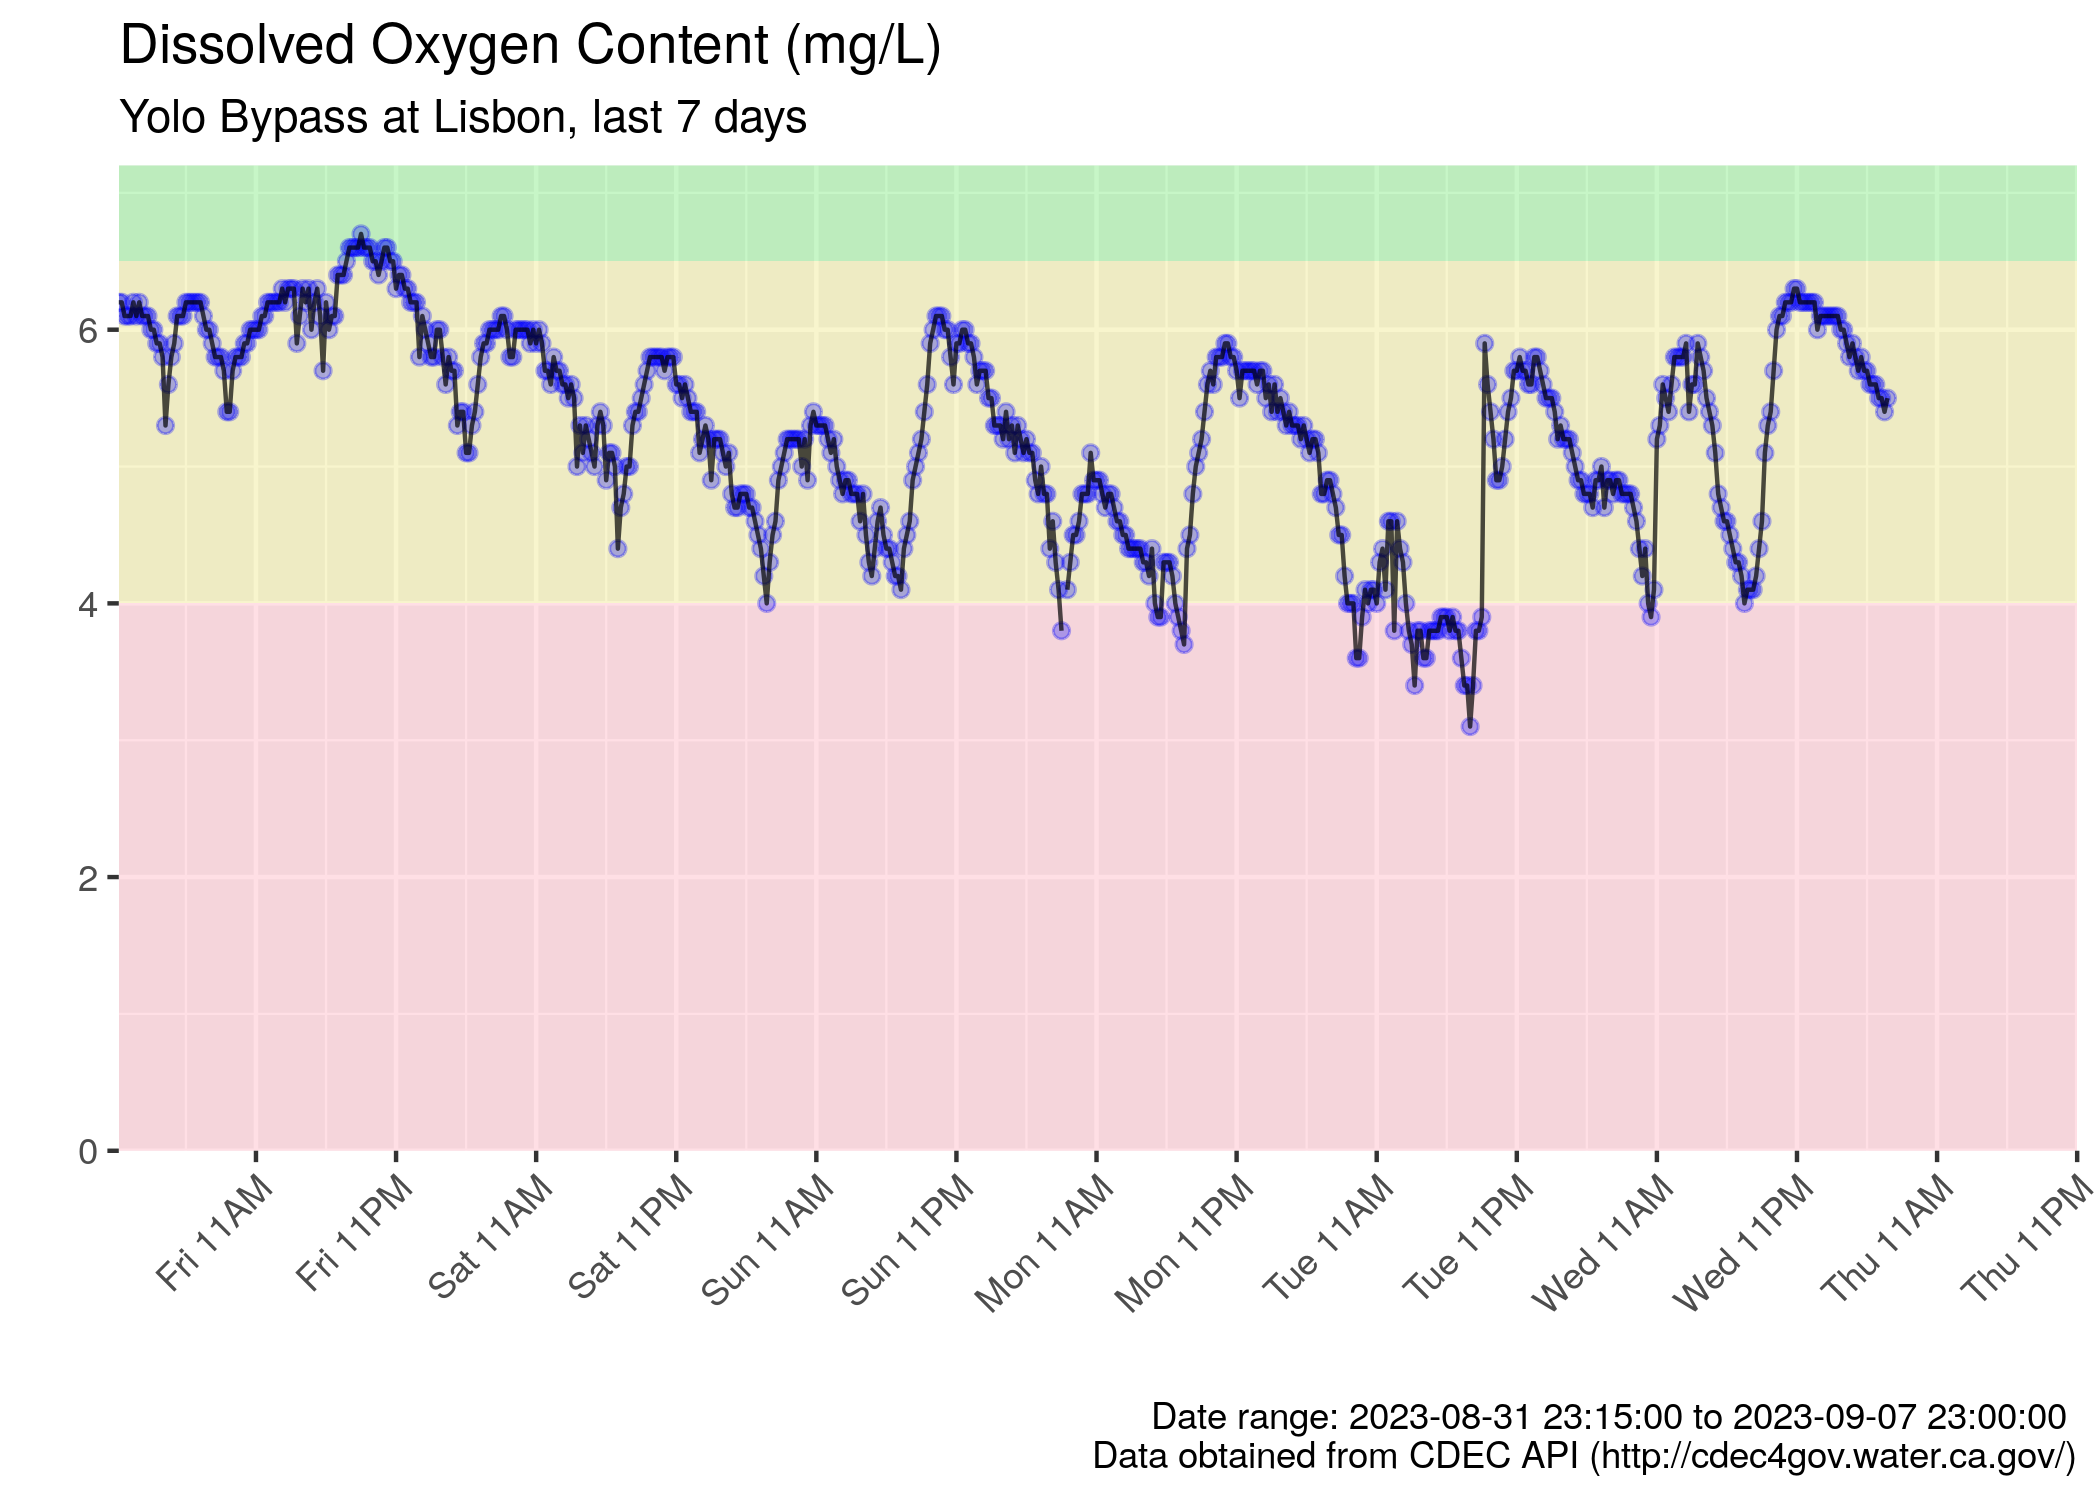 Dissolved Oxygen Content (mg/L)
Yolo Bypass at Lisbon, last 7 days
6
4
2
0
Fri 11AM
Fri 11PM
Sat 11AM
Sat 11PM
Sun 11AM
Sun 11PM
Mon 11AM
Mon 11PM
Tue 11AM
Tue 11PM
Wed 11AM
Wed 11PM
Thu 11AM
Thu 11PM
Date range: 2023-08-31 23:15:00 to 2023-09-07 23:00:00
Data obtained from CDEC API (http://cdec4gov.water.ca.gov/)